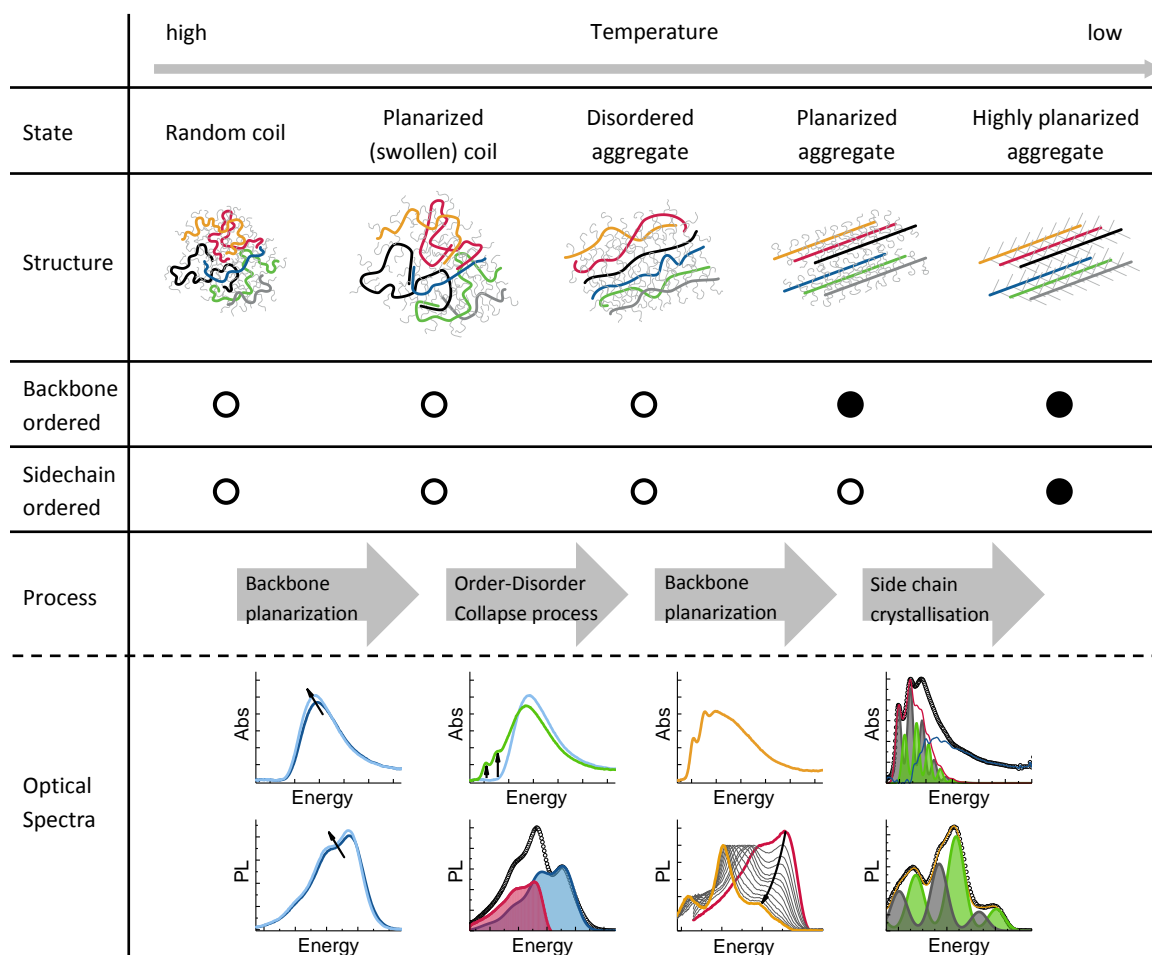 high Temperature low
State
Random coil
Planarized
(swollen) coil
Disordered
aggregate
Planarized
aggregate
Highly planarized
aggregate
Structure
Backbone
ordered
Sidechain
ordered
Process
Backbone
planarization
Order-Disorder
Collapse process
Backbone
planarization
Side chain
crystallisation
Optical
Spectra
Abs
Energy
Abs
Energy
Abs
Energy
Abs
Energy
PL
Energy
PL
Energy
PL
Energy
PL
Energy